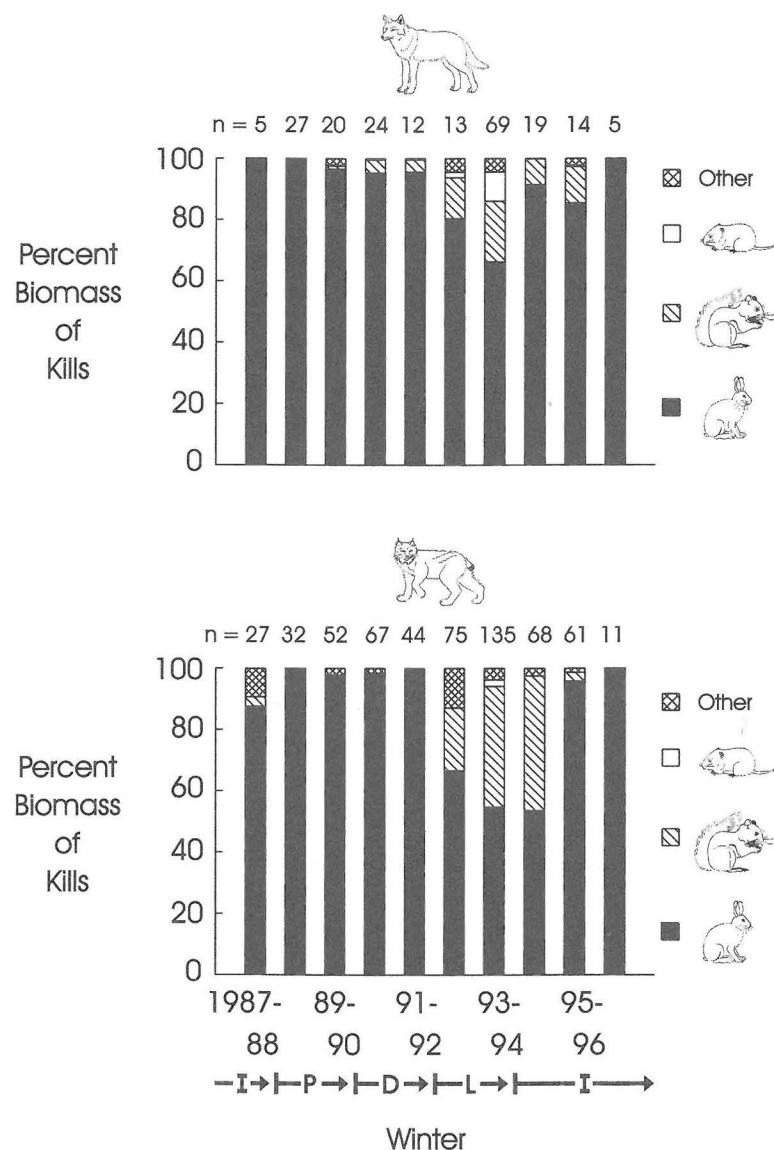 n = 5 27 20 24 12 13 69 19 14 5
100
80
60
40
20
0
Percent
Biomass
of
Kills
Other
n = 27 32 52 67 44 75 135 68 61 11
100
80
60
40
20
0
Percent
Biomass
of
Kills
Other
1987- 89- 91- 93- 95-
88 90 92 94 96
I P D L I
Winter